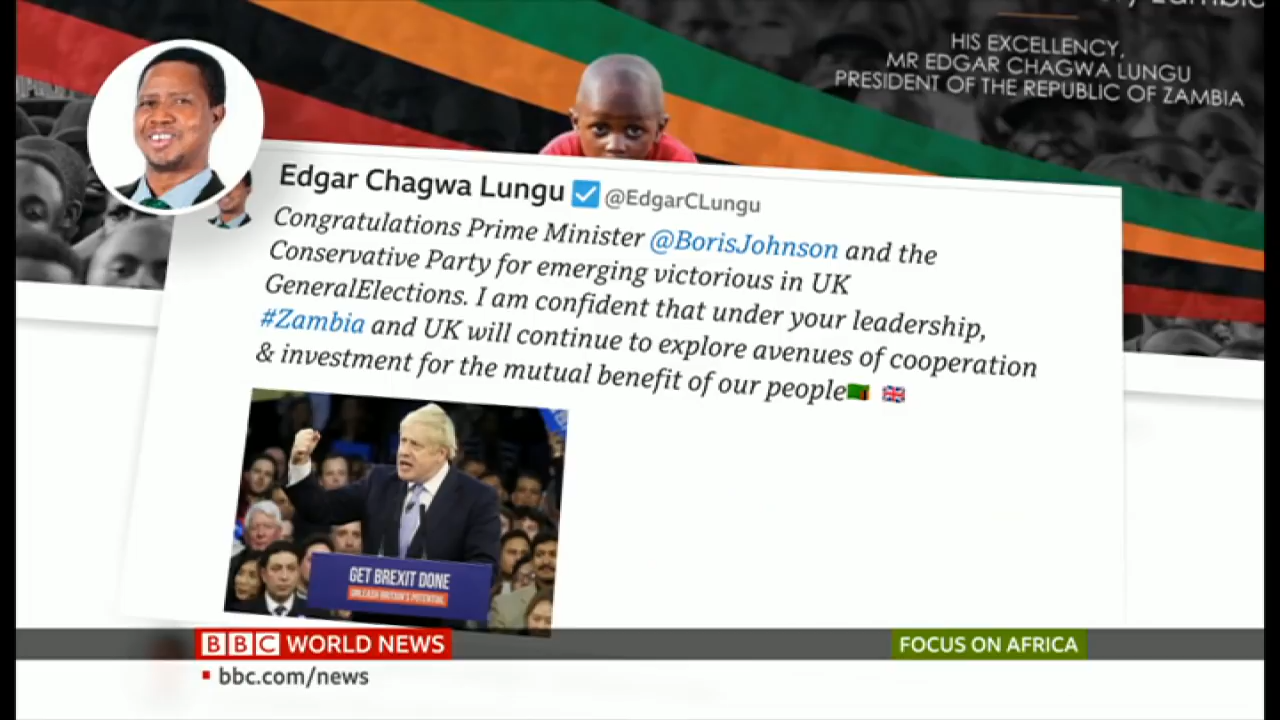 HIS EXCELLENCY,
MR EDGAR CHAGWA LUNGU
PRESIDENT OF THE REPUBLIC OF ZAMBIA
Edgar Chagwa Lungu @EdgarCLungu
Congratulations Prime Minister @BorisJohnson and the
Conservative Party for emerging victorious in UK
GeneralElections. I am confident that under your leadership,
#Zambia and UK will continue to explore avenues of cooperation
& investment for the mutual benefit of our people
GET BREXIT DONE
UNLEASH BRITAIN'S POTENTIAL
BBC WORLD NEWS
FOCUS ON AFRICA
bbc.com/news